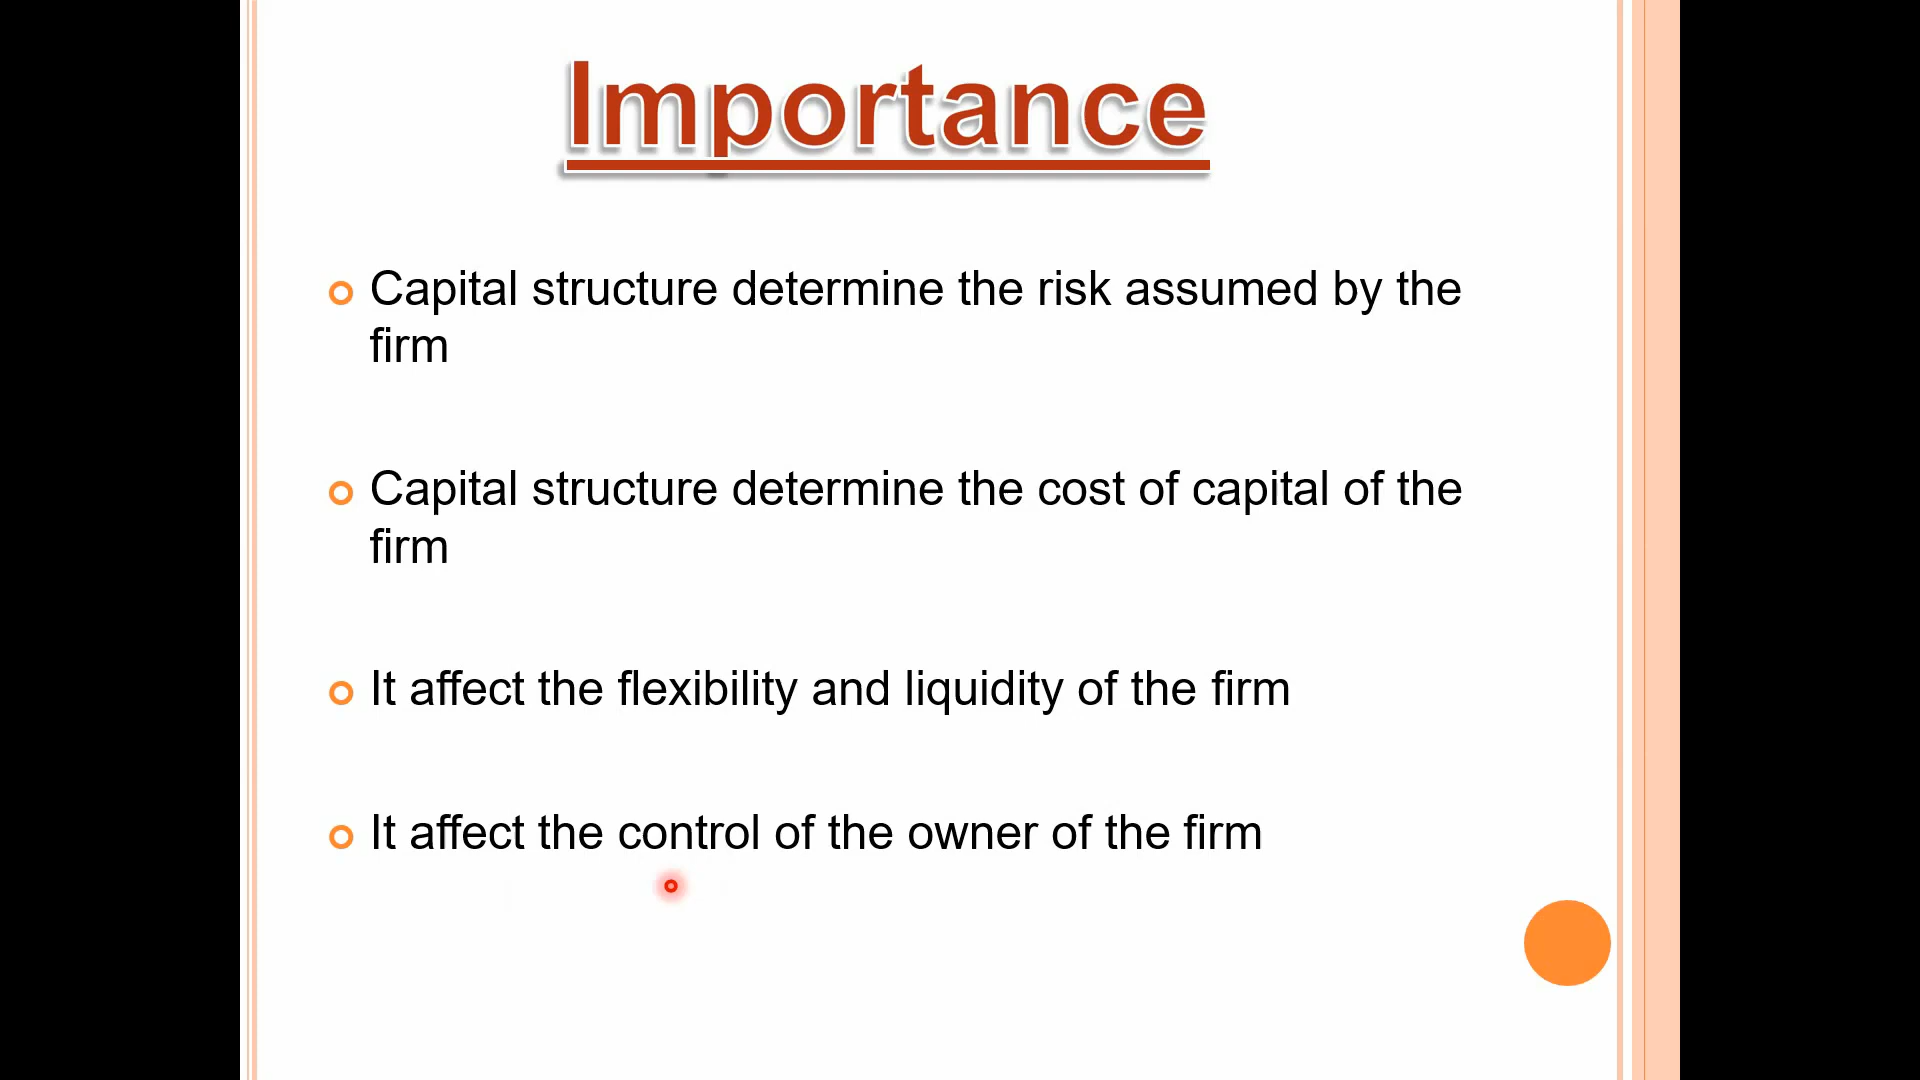 Importance
Capital structure determine the risk assumed by the
firm
Capital structure determine the cost of capital of the
firm
It affect the flexibility and liquidity of the firm
It affect the control of the owner of the firm